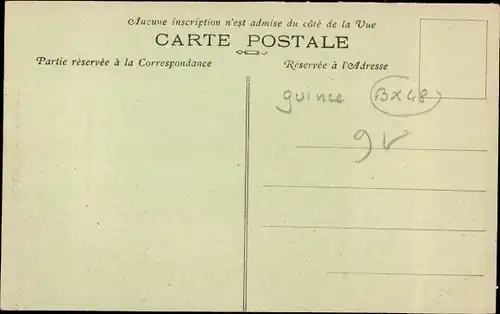 Aucune inscription n'est admise du côté de la Vue
CARTE POSTALE
Partie réservée à la Correspondance
Réservée à l'Adresse
guinee BX48
9v